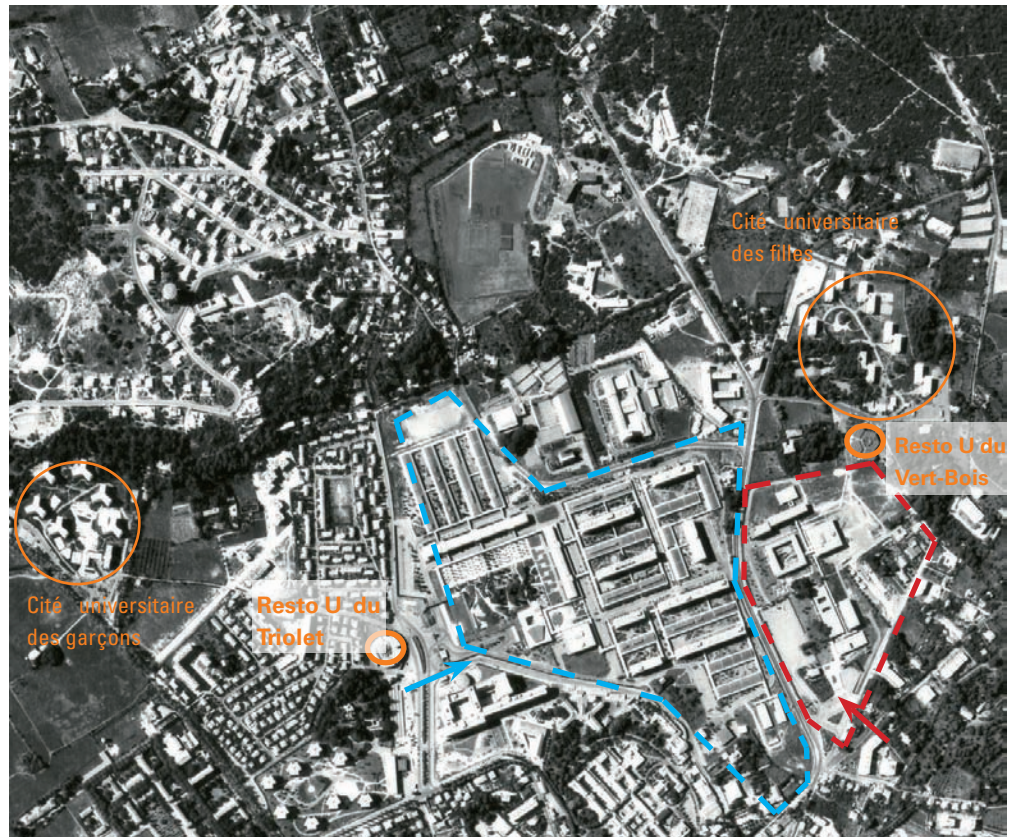 Cité universitaire
des filles
Resto U du
Vert-Bois
Cité universitaire
des garçons
Resto U du
Triolet